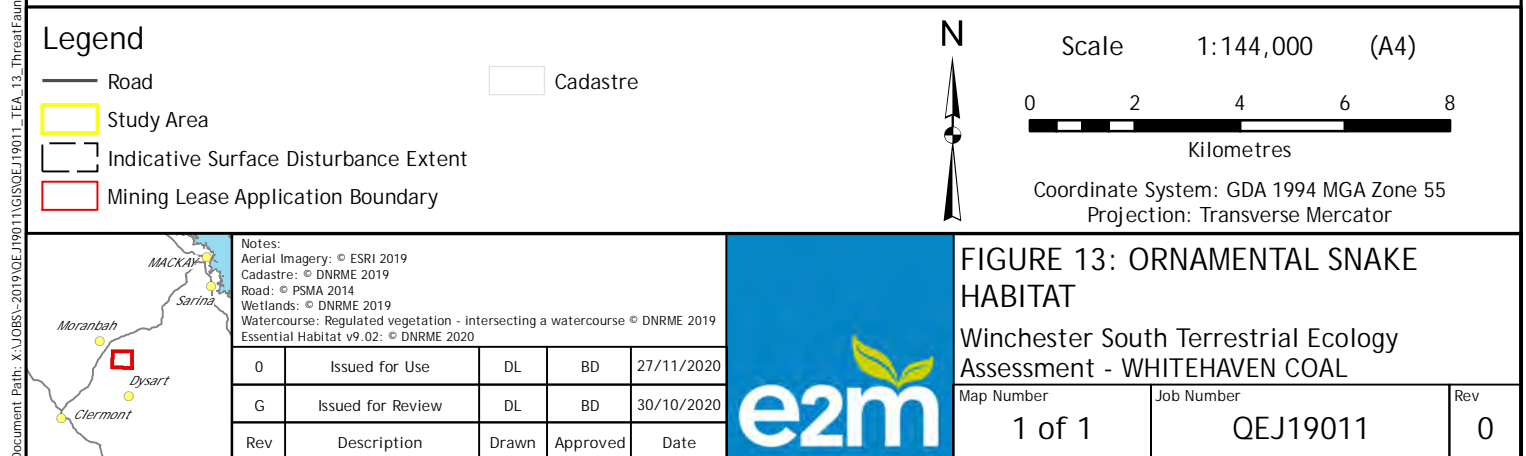 Document Path: X:\JOBS\~2019\QEJ19011\GIS\QEJ19011_TEA_13_ThreatFaun
Legend
Road
Study Area
Indicative Surface Disturbance Extent
Mining Lease Application Boundary
Cadastre
N
Scale 1:144,000 (A4)
0 2 4 6 8
Kilometres
Coordinate System: GDA 1994 MGA Zone 55
Projection: Transverse Mercator
MACKAY
Sarina
Moranbah
Dysart
Clermont
Notes:
Aerial Imagery: © ESRI 2019
Cadastre: © DNRME 2019
Road: © PSMA 2014
Wetlands: © DNRME 2019
Watercourse: Regulated vegetation - intersecting a watercourse © DNRME 2019
Essential Habitat v9.02: © DNRME 2020
0 Issued for Use DL BD 27/11/2020
G Issued for Review DL BD 30/10/2020
Rev Description Drawn Approved Date
e2m
FIGURE 13: ORNAMENTAL SNAKE
HABITAT
Winchester South Terrestrial Ecology
Assessment - WHITEHAVEN COAL
Map Number Job Number Rev
1 of 1 QEJ19011 0